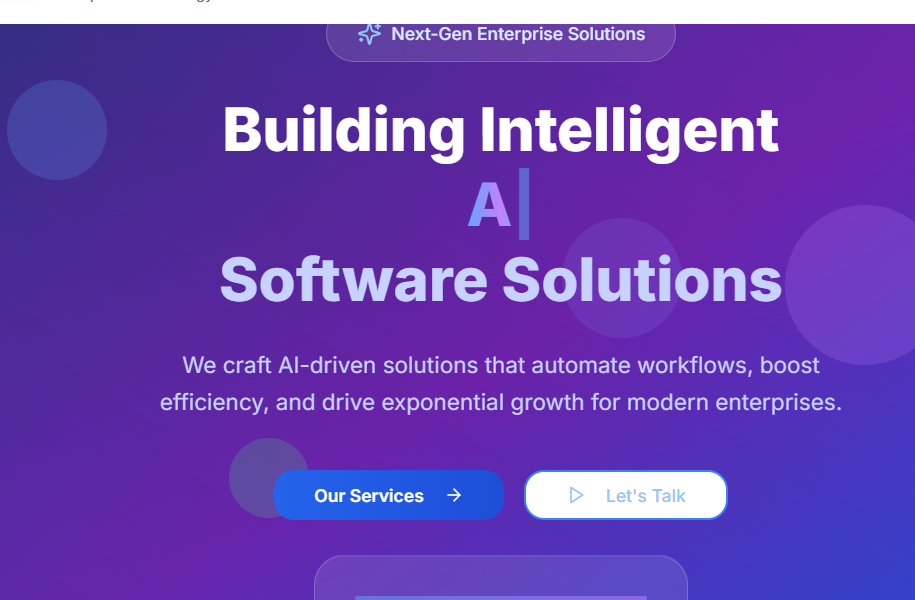 Next-Gen Enterprise Solutions
Building Intelligent
A
Software Solutions
We craft AI-driven solutions that automate workflows, boost
efficiency, and drive exponential growth for modern enterprises.
Our Services
Let's Talk